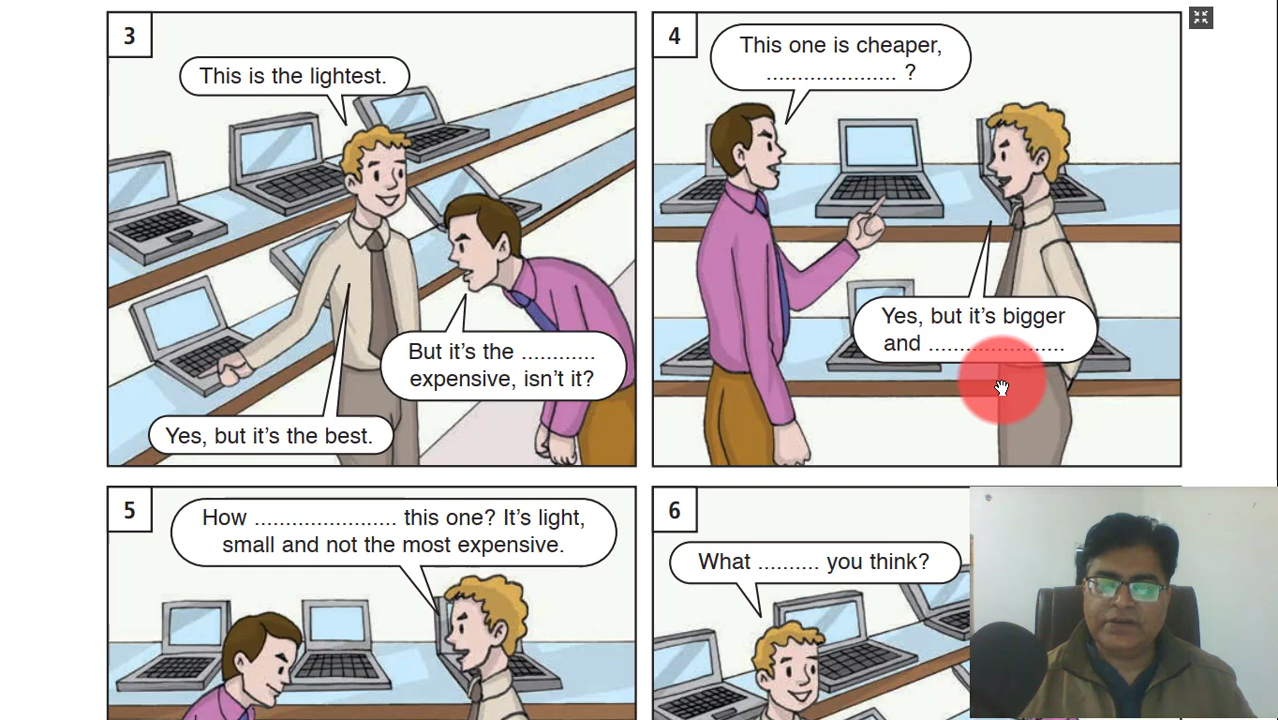 3
This is the lightest.
But it's the ............
expensive, isn't it?
Yes, but it's the best.
4
This one is cheaper,
..................... ?
Yes, but it's bigger
and ......................
5
How ....................... this one? It's light,
small and not the most expensive.
6
What .......... you think?